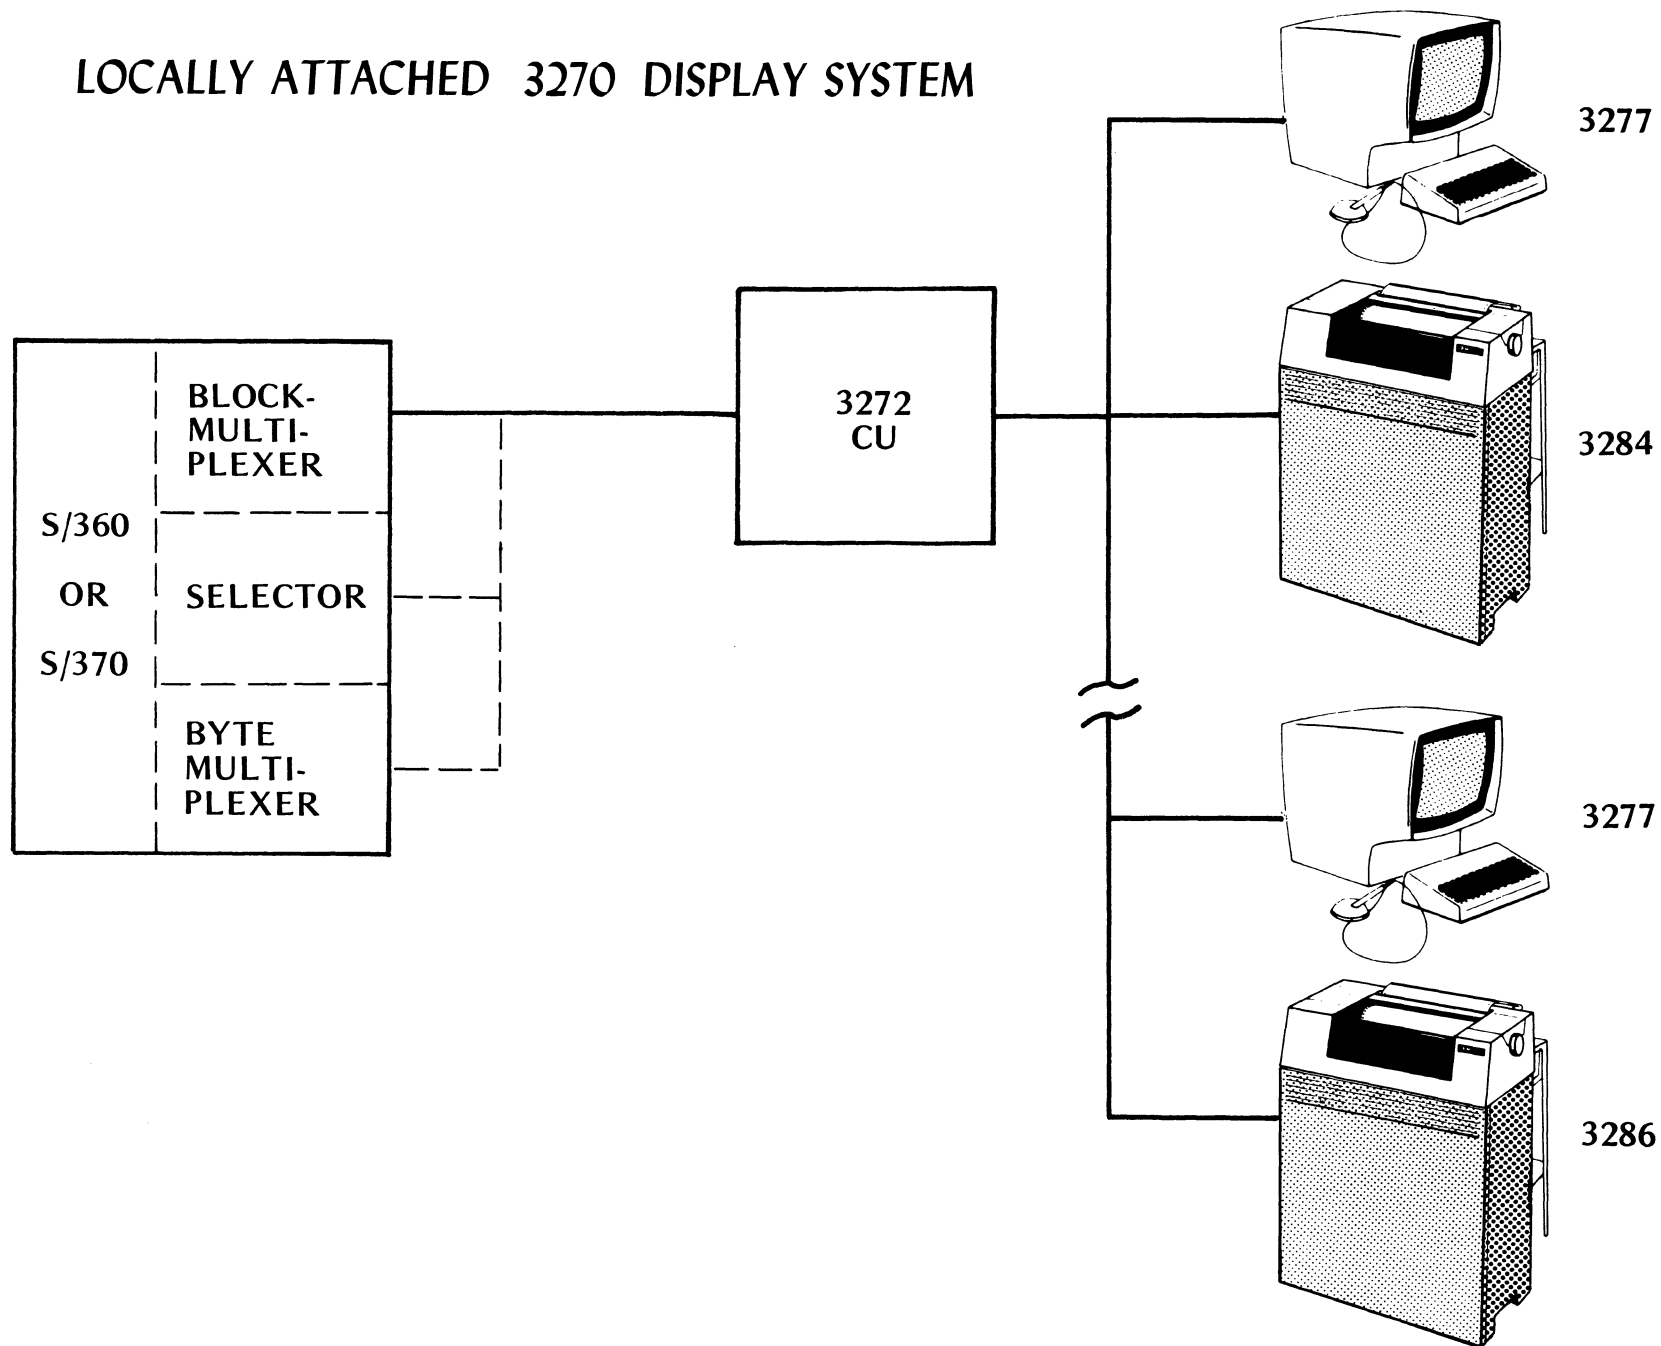 LOCALLY ATTACHED 3270 DISPLAY SYSTEM
3277
BLOCK-
MULTI-
PLEXER
3272
CU
3284
S/360
OR
S/370
SELECTOR
BYTE
MULTI-
PLEXER
3277
3286